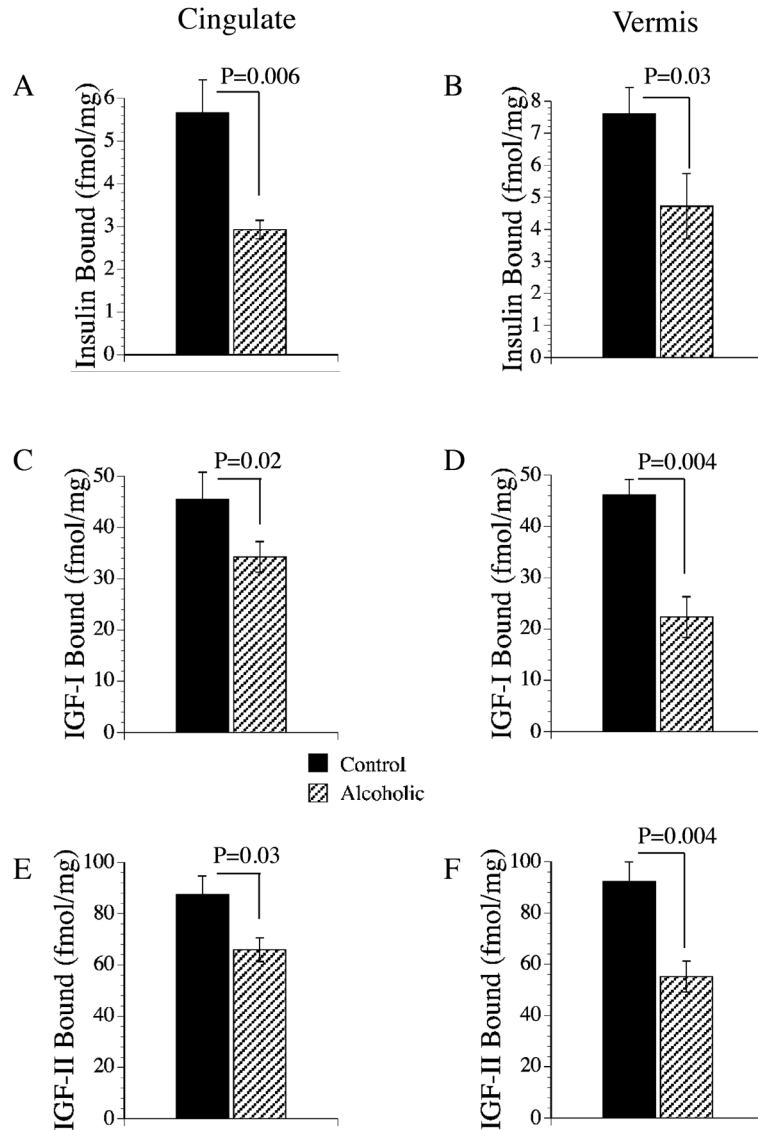 Cingulate
Vermis
A
P=0.006
Insulin Bound (fmol/mg)
6
5
4
3
2
1
0
B
P=0.03
Insulin Bound (fmol/mg)
8
7
6
5
4
3
2
1
0
C
P=0.02
IGF-I Bound (fmol/mg)
50
40
30
20
10
0
D
P=0.004
IGF-I Bound (fmol/mg)
50
40
30
20
10
0
Control
Alcoholic
E
P=0.03
IGF-II Bound (fmol/mg)
100
80
60
40
20
0
F
P=0.004
IGF-II Bound (fmol/mg)
100
80
60
40
20
0